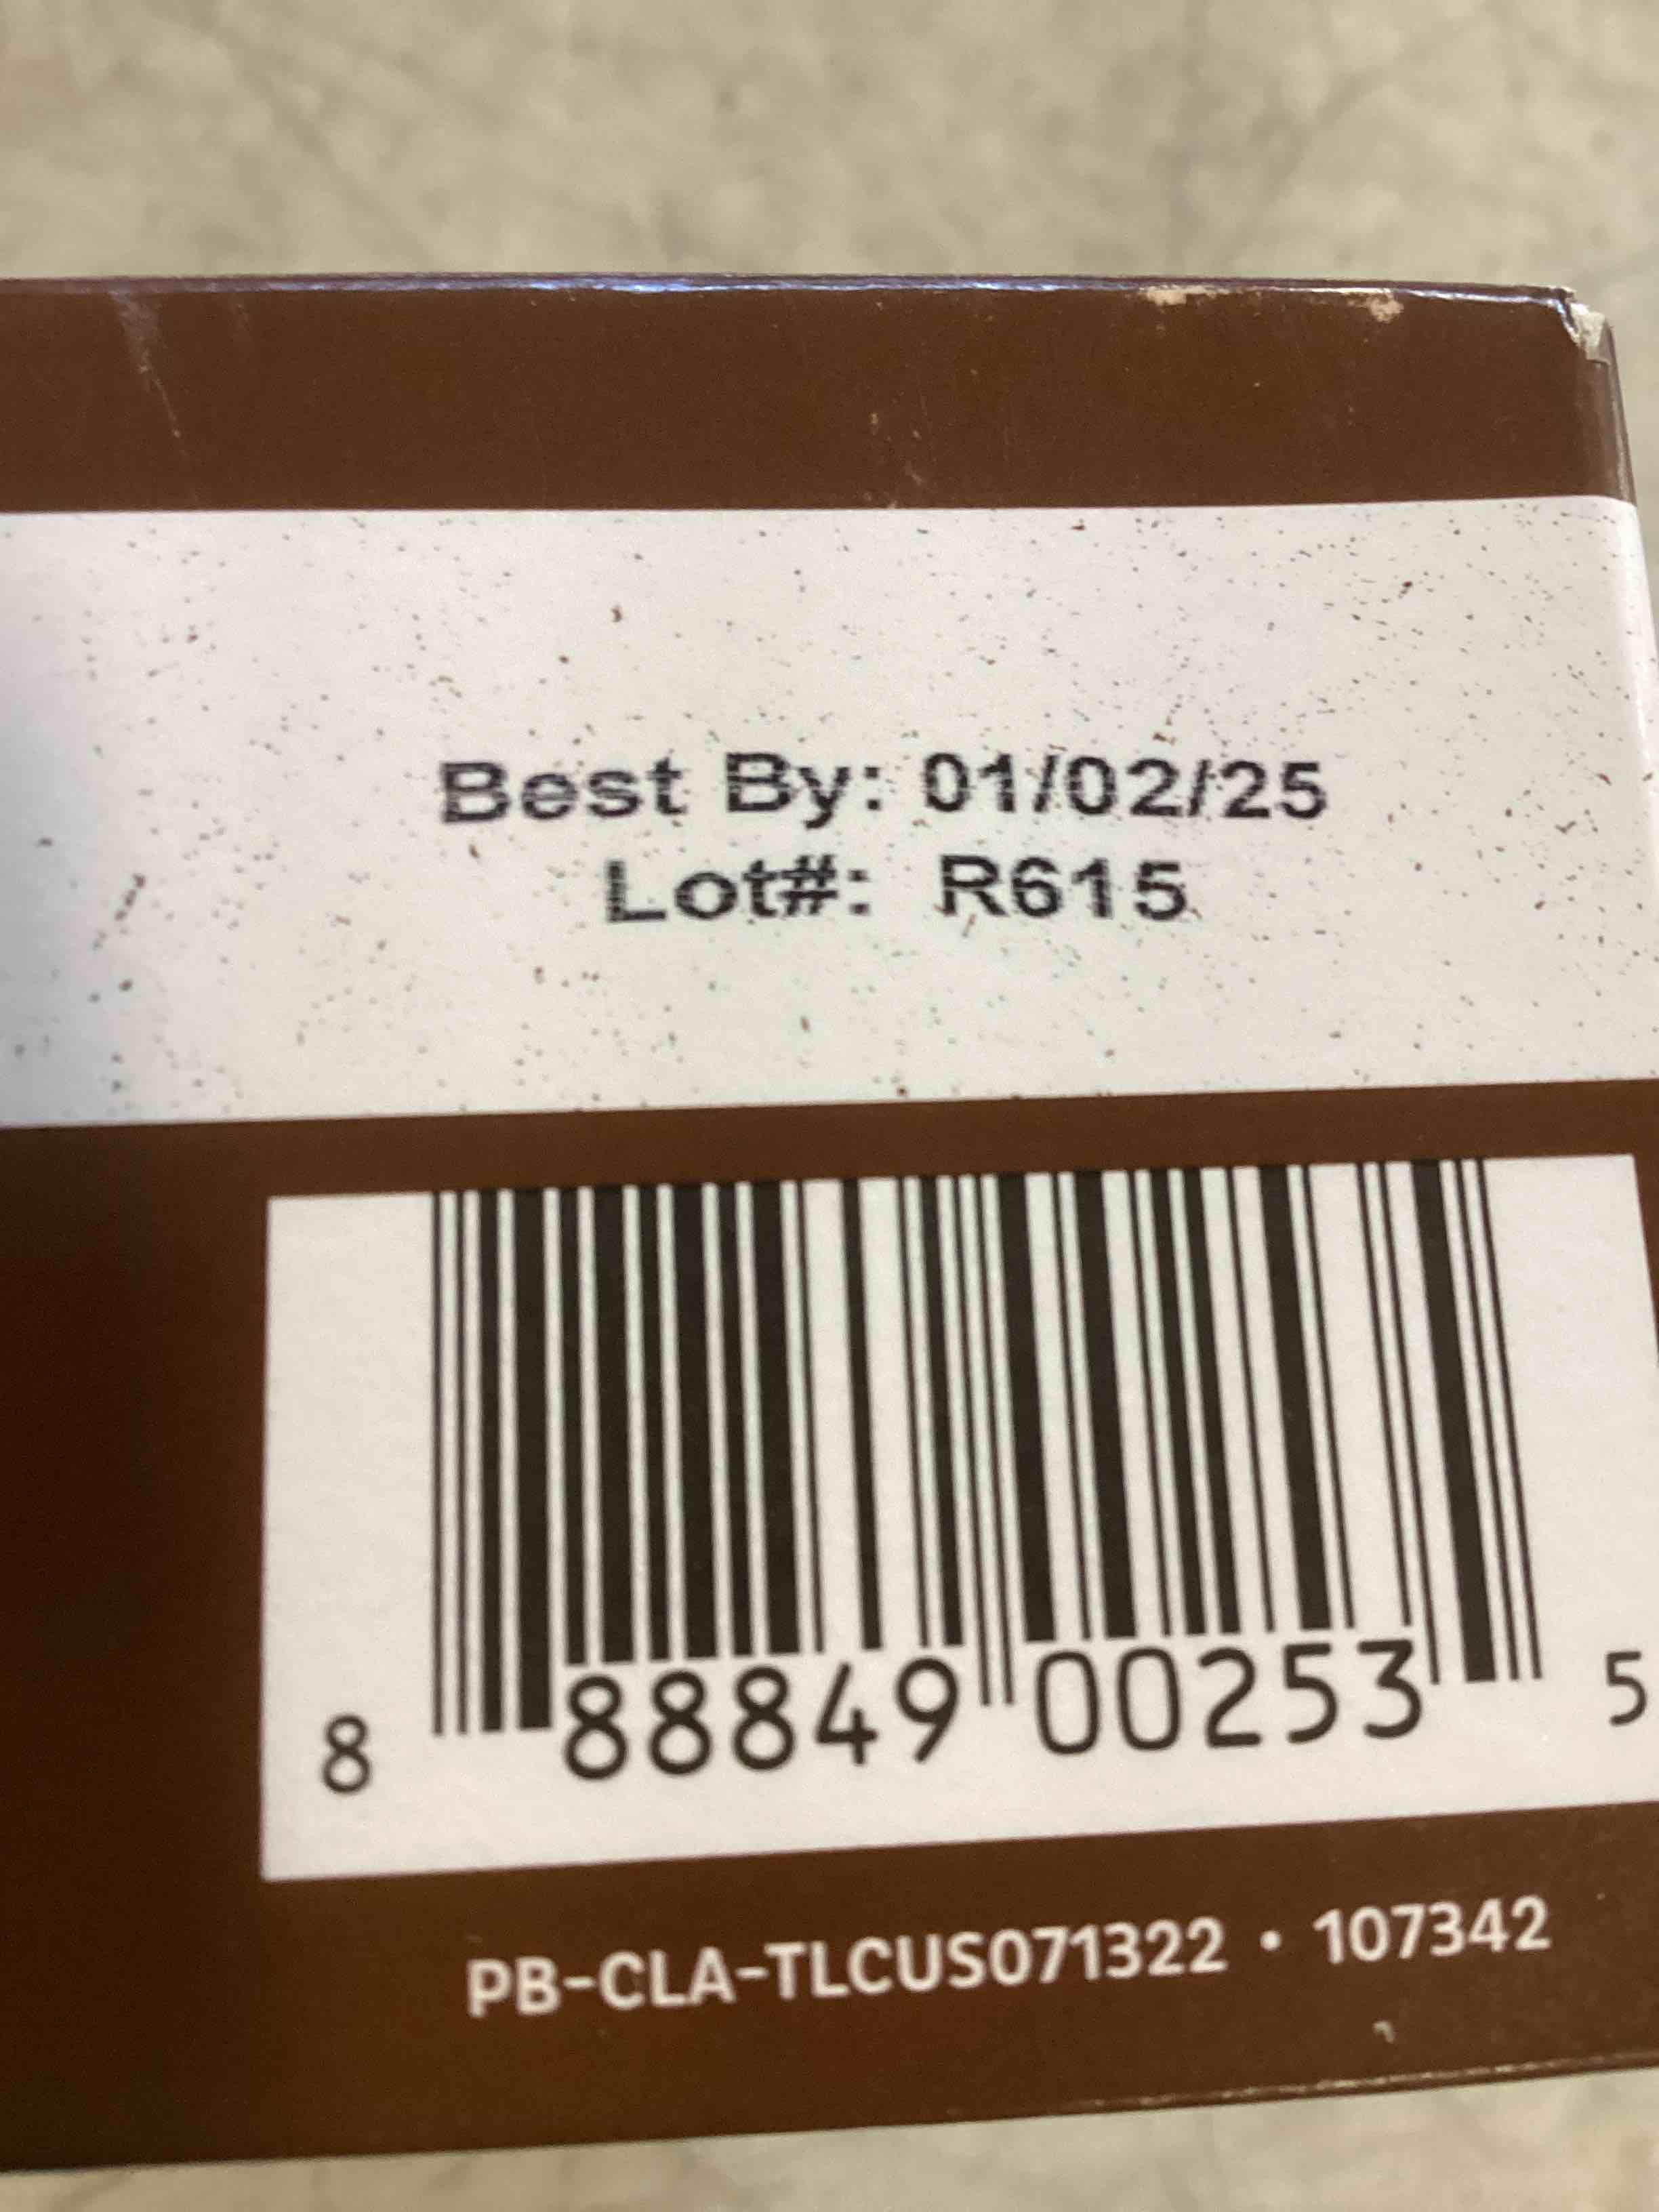 Best By: 01/02/25
Lot#: R615
8 88849 00253 5
PB-CLA-TLCUS071322 • 107342